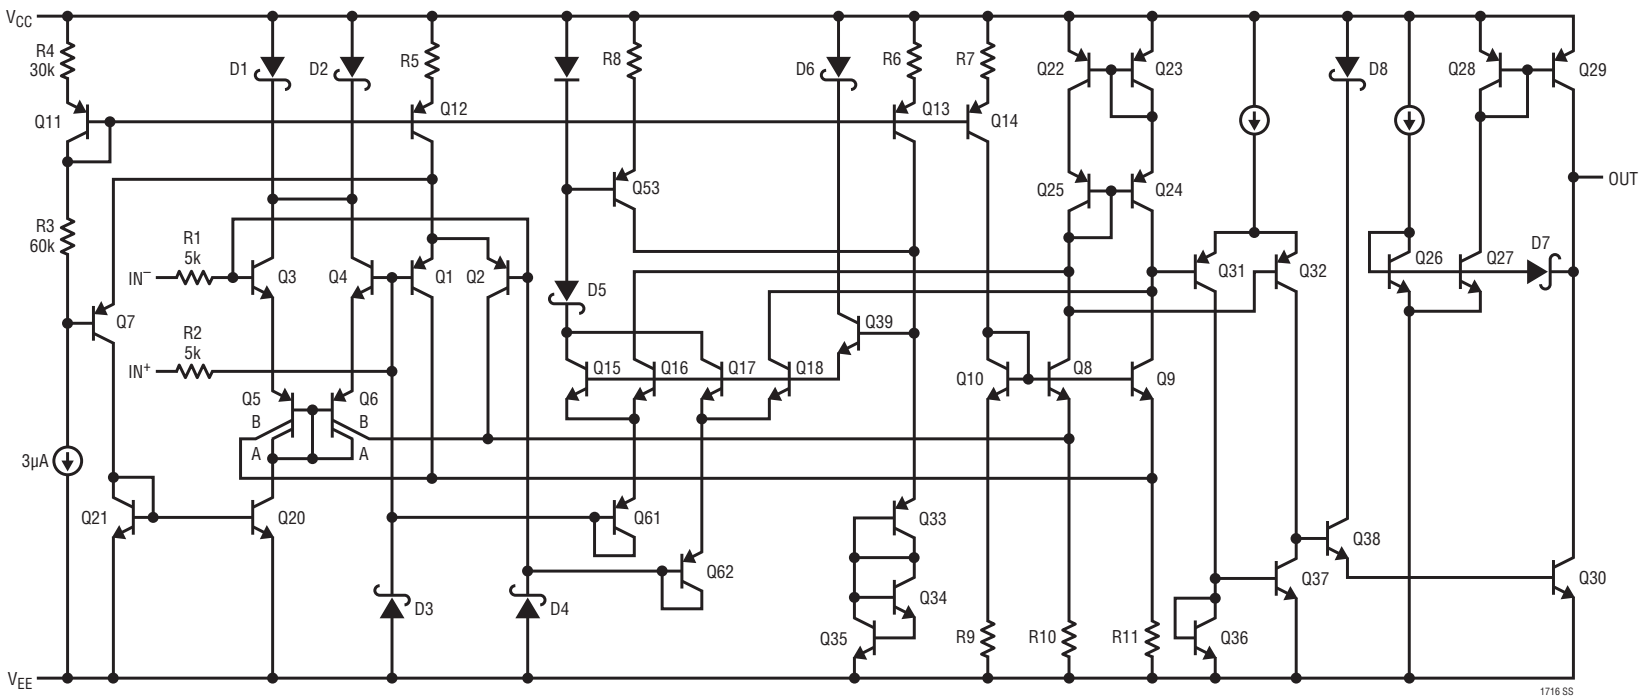 VCC
R4
30k
D1
D2
R5
R8
D6
R6
R7
Q22
Q23
D8
Q28
Q29
Q11
Q12
Q13
Q14
Q53
Q25
Q24
OUT
R3
60k
R1
5k
IN–
Q3
Q4
Q1
Q2
D5
Q31
Q32
Q26
Q27
D7
Q7
R2
5k
IN+
Q39
Q15
Q16
Q17
Q18
Q10
Q8
Q9
Q5
Q6
B
B
A
A
3µA
Q21
Q20
Q61
Q33
Q38
Q62
Q37
Q30
D3
D4
Q34
Q35
R9
R10
R11
Q36
VEE
1716 SS